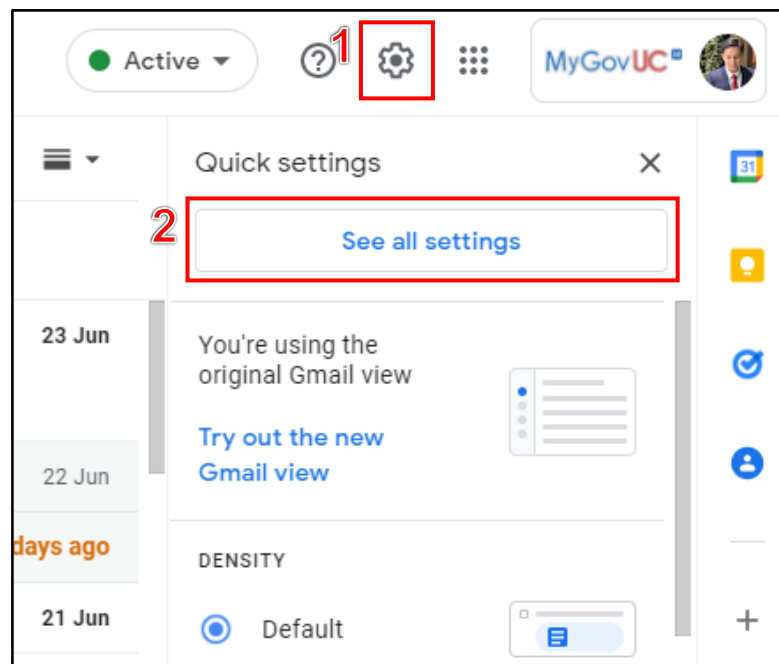 Active
1
MyGovUC
Quick settings
31
2
See all settings
23 Jun
You're using the
original Gmail view
Try out the new
Gmail view
22 Jun
days ago
DENSITY
21 Jun
Default